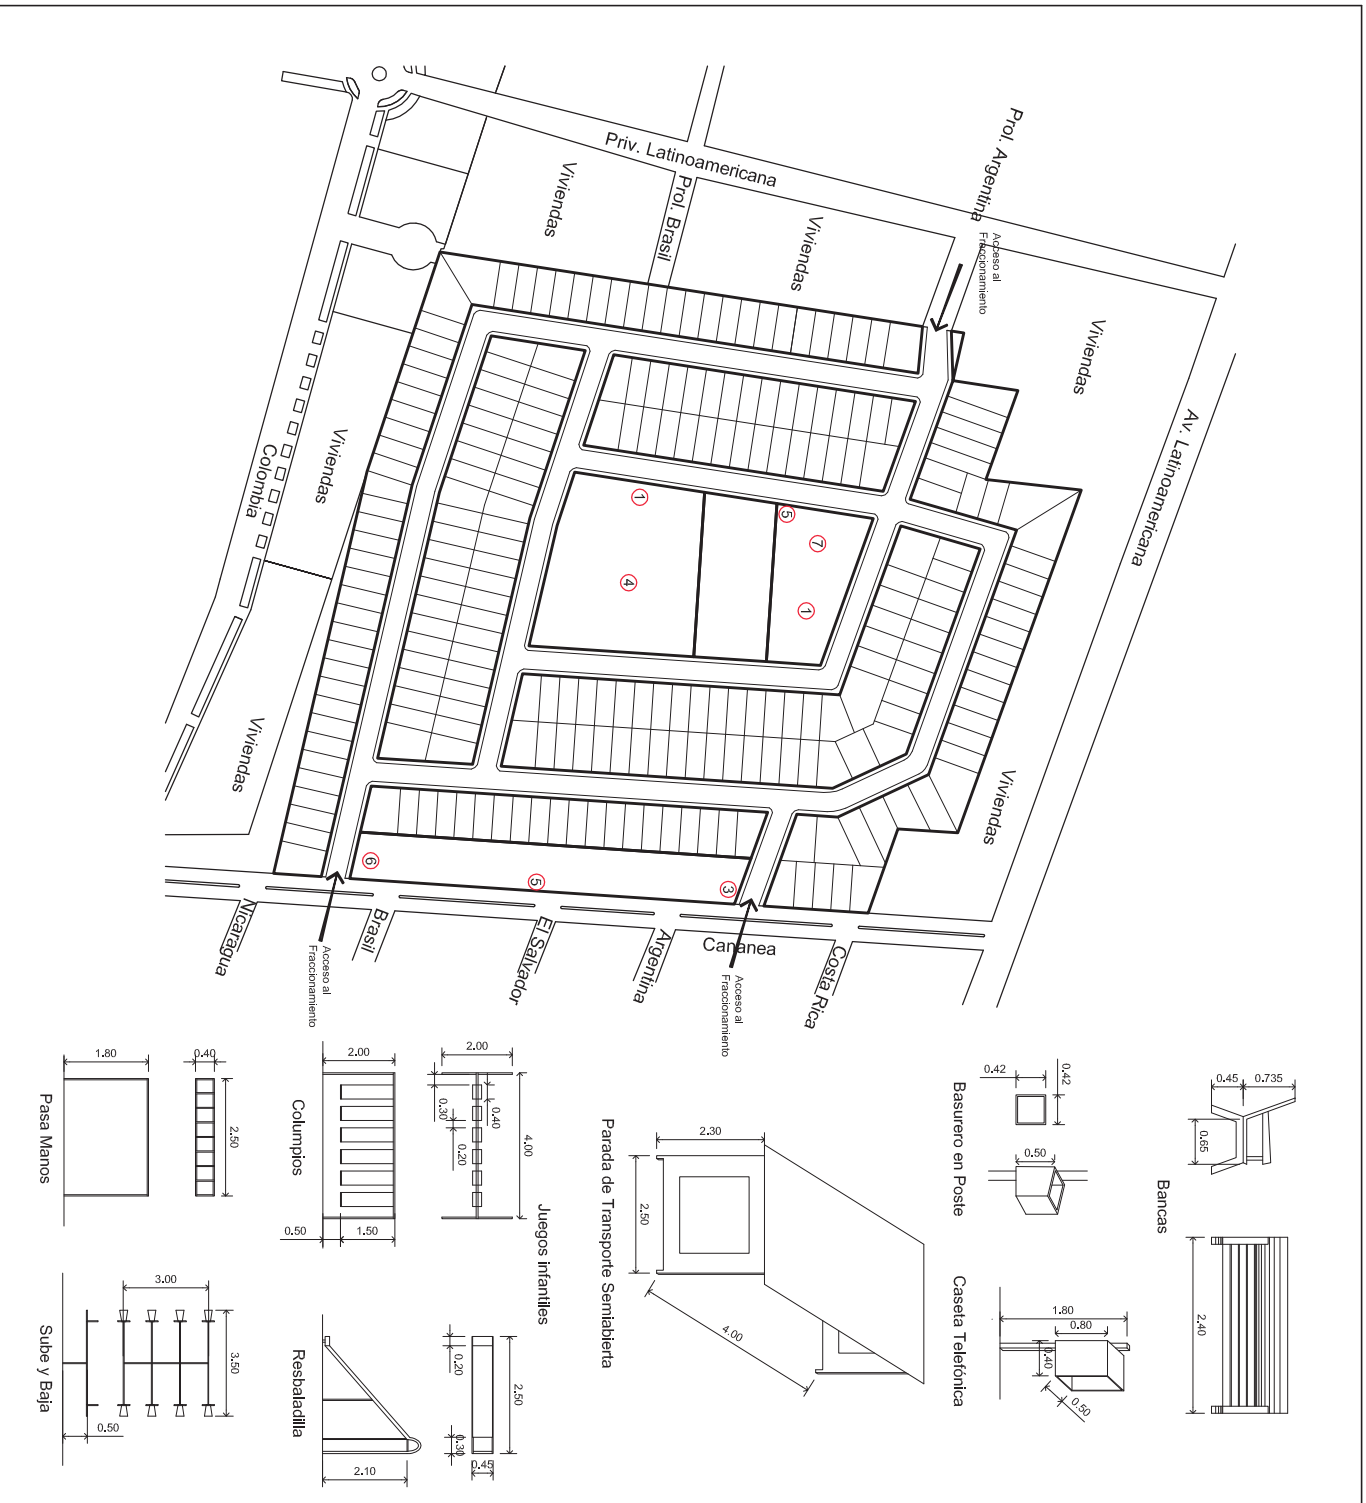 Prol. Argentina
Priv. Latinoamericana
Prol. Brasil
Viviendas
Viviendas
Acceso al
Fraccionamiento
Viviendas
Av. Latinoamericana
Viviendas
Colombia
Viviendas
Viviendas
1
5
7
4
1
6
5
3
Nicaragua
Brasil
El Salvador
Argentina
Cananea
Costa Rica
Acceso al
Fraccionamiento
Acceso al
Fraccionamiento
0.45
0.735
0.65
Bancas
2.40
0.42
0.42
0.50
Basurero en Poste
1.80
0.80
0.40
0.50
Caseta Telefónica
2.30
2.50
4.00
Parada de Transporte Semiabierta
Juegos infantiles
2.00
0.30
0.40
0.20
4.00
2.00
0.50
1.50
Columpios
2.50
0.20
0.30
0.45
2.10
Resbaladilla
1.80
0.40
2.50
Pasa Manos
3.00
3.50
0.50
Sube y Baja